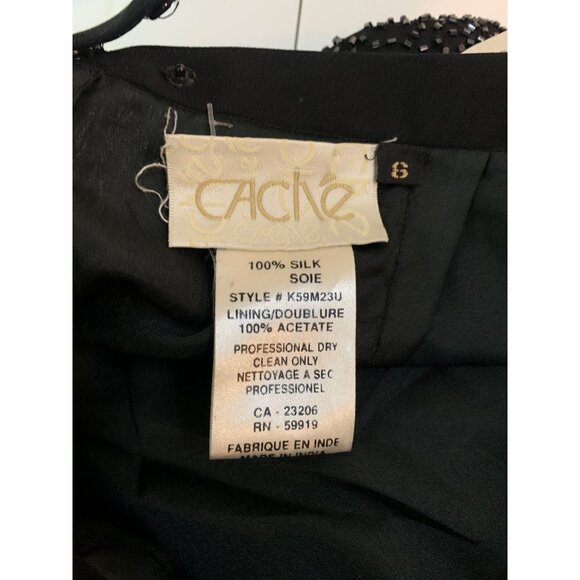 cAché
CACHE
6
100% SILK
SOIE
STYLE # K59M23U
LINING/DOUBLURE
100% ACETATE
PROFESSIONAL DRY
CLEAN ONLY
NETTOYAGE A SEC
PROFESSIONEL
CA - 23206
RN - 59919
FABRIQUE EN INDE
MADE IN INDIA